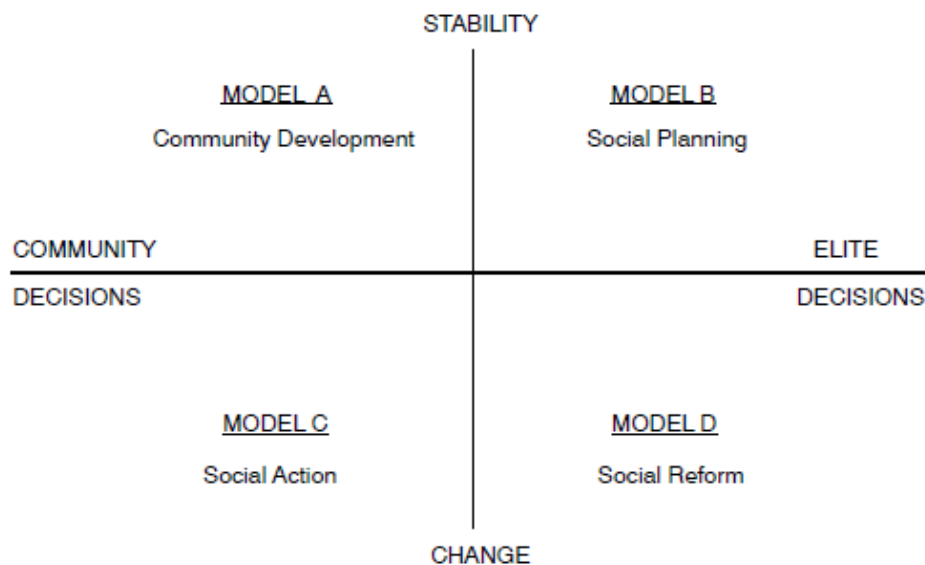 STABILITY
MODEL A
MODEL B
Community Development
Social Planning
COMMUNITY
ELITE
DECISIONS
DECISIONS
MODEL C
MODEL D
Social Action
Social Reform
CHANGE